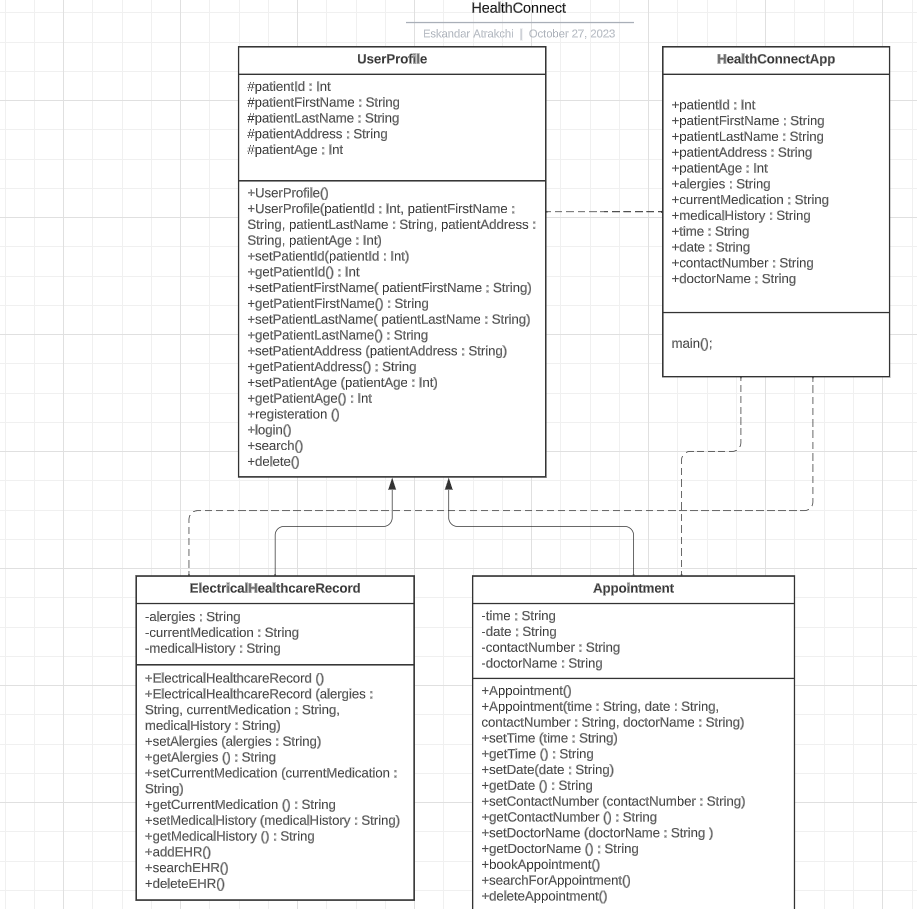 HealthConnect
Eskandar Atrakchi | October 27, 2023
UserProfile
#patientId : Int
#patientFirstName : String
#patientLastName : String
#patientAddress : String
#patientAge : Int
+UserProfile()
+UserProfile(patientId : Int, patientFirstName :
String, patientLastName : String, patientAddress :
String, patientAge : Int)
+setPatientId(patientId : Int)
+getPatientId() : Int
+setPatientFirstName( patientFirstName : String)
+getPatientFirstName() : String
+setPatientLastName( patientLastName : String)
+getPatientLastName() : String
+setPatientAddress (patientAddress : String)
+getPatientAddress() : String
+setPatientAge (patientAge : Int)
+getPatientAge() : Int
+registeration ()
+login()
+search()
+delete()
HealthConnectApp
+patientId : Int
+patientFirstName : String
+patientLastName : String
+patientAddress : String
+patientAge : Int
+alergies : String
+currentMedication : String
+medicalHistory : String
+time : String
+date : String
+contactNumber : String
+doctorName : String
main();
ElectricalHealthcareRecord
-alergies : String
-currentMedication : String
-medicalHistory : String
+ElectricalHealthcareRecord ()
+ElectricalHealthcareRecord (alergies :
String, currentMedication : String,
medicalHistory : String)
+setAlergies (alergies : String)
+getAlergies () : String
+setCurrentMedication (currentMedication :
String)
+getCurrentMedication () : String
+setMedicalHistory (medicalHistory : String)
+getMedicalHistory () : String
+addEHR()
+searchEHR()
+deleteEHR()
Appointment
-time : String
-date : String
-contactNumber : String
-doctorName : String
+Appointment()
+Appointment(time : String, date : String,
contactNumber : String, doctorName : String)
+setTime (time : String)
+getTime () : String
+setDate(date : String)
+getDate () : String
+setContactNumber (contactNumber : String)
+getContactNumber () : String
+setDoctorName (doctorName : String )
+getDoctorName () : String
+bookAppointment()
+searchForAppointment()
+deleteAppointment()